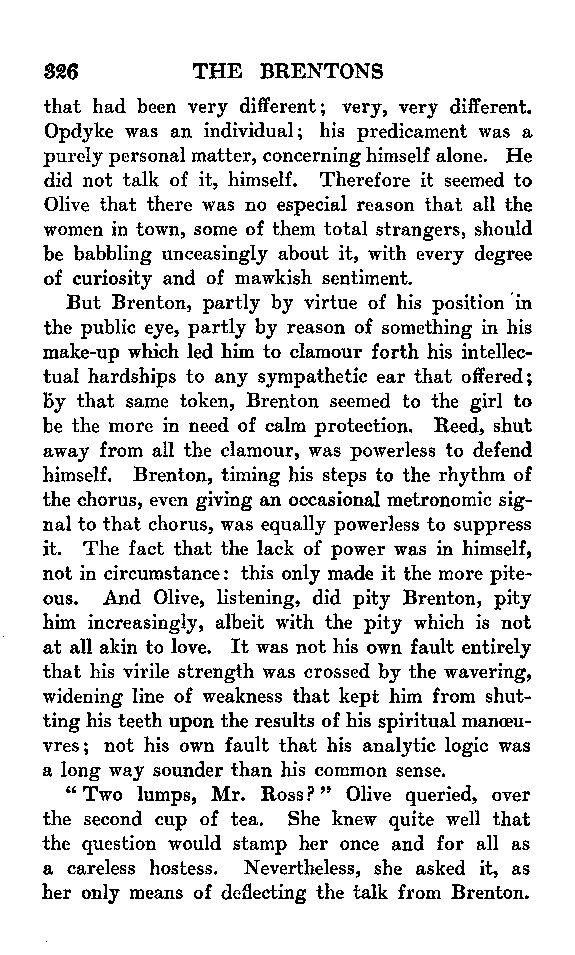 326 THE BRENTONS
that had been very different; very, very different.
Opdyke was an individual; his predicament was a
purely personal matter, concerning himself alone. He
did not talk of it, himself. Therefore it seemed to
Olive that there was no especial reason that all the
women in town, some of them total strangers, should
be babbling unceasingly about it, with every degree
of curiosity and of mawkish sentiment.
But Brenton, partly by virtue of his position in
the public eye, partly by reason of something in his
make-up which led him to clamour forth his intellec-
tual hardships to any sympathetic ear that offered;
by that same token, Brenton seemed to the girl to
be the more in need of calm protection. Reed, shut
away from all the clamour, was powerless to defend
himself. Brenton, timing his steps to the rhythm of
the chorus, even giving an occasional metronomic sig-
nal to that chorus, was equally powerless to suppress
it. The fact that the lack of power was in himself,
not in circumstance: this only made it the more pite-
ous. And Olive, listening, did pity Brenton, pity
him increasingly, albeit with the pity which is not
at all akin to love. It was not his own fault entirely
that his virile strength was crossed by the wavering,
widening line of weakness that kept him from shut-
ting his teeth upon the results of his spiritual manœu-
vres; not his own fault that his analytic logic was
a long way sounder than his common sense.
"Two lumps, Mr. Ross?" Olive queried, over
the second cup of tea. She knew quite well that
the question would stamp her once and for all as
a careless hostess. Nevertheless, she asked it, as
her only means of deflecting the talk from Brenton.